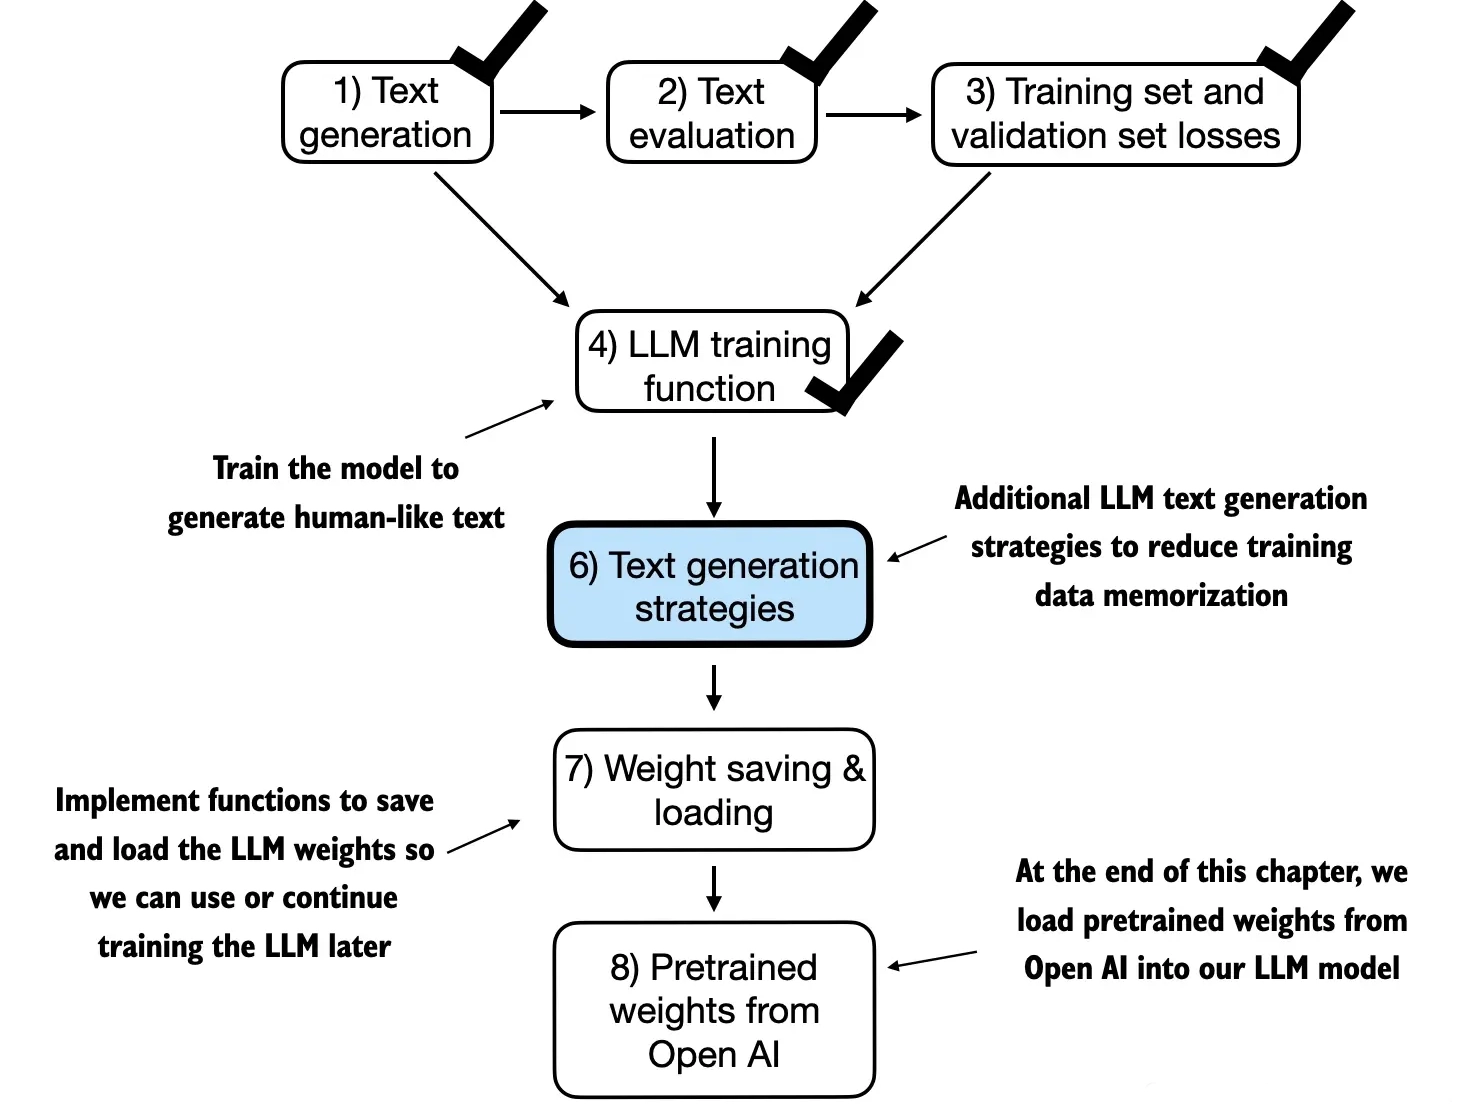 1) Text
generation
2) Text
evaluation
3) Training set and
validation set losses
4) LLM training
function
Train the model to
generate human-like text
Additional LLM text generation
strategies to reduce training
data memorization
6) Text generation
strategies
7) Weight saving &
loading
Implement functions to save
and load the LLM weights so
we can use or continue
training the LLM later
At the end of this chapter, we
load pretrained weights from
Open AI into our LLM model
8) Pretrained
weights from
Open AI